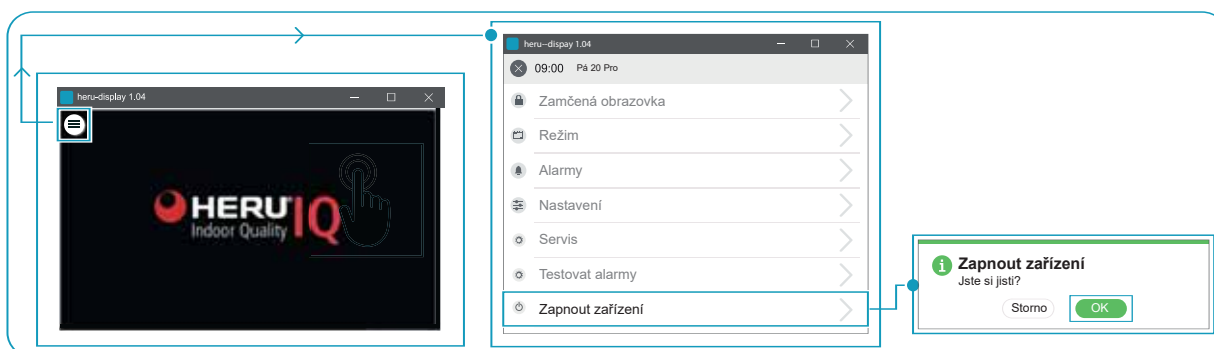 heru-display 1.04
HERU IQ
Indoor Quality
heru-dispay 1.04
09:00 Pá 20 Pro
Zamčená obrazovka
Režim
Alarmy
Nastavení
Servis
Testovat alarmy
Zapnout zařízení
Zapnout zařízení
Jste si jisti?
Storno OK